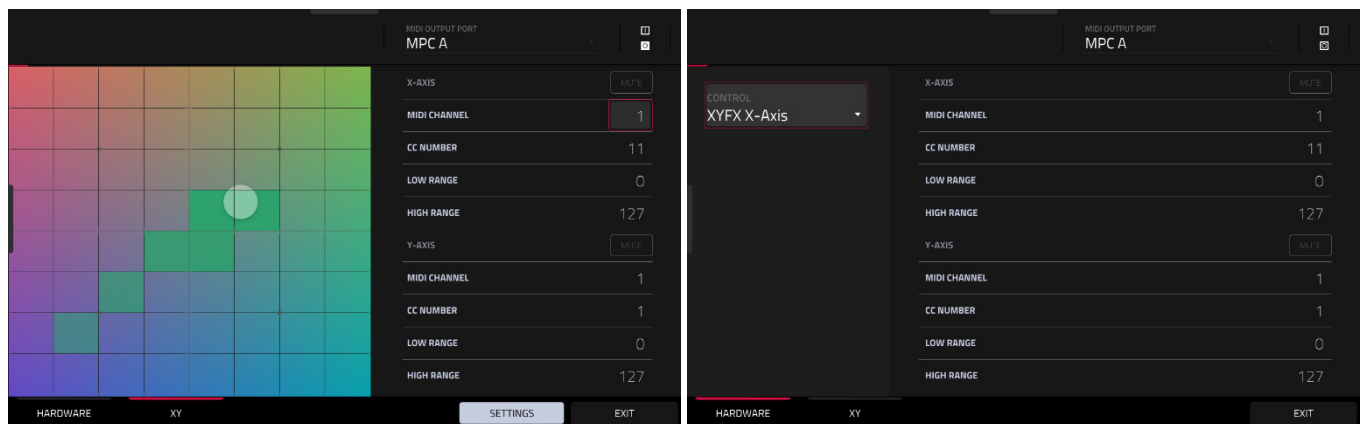 MIDI OUTPUT PORT
MPC A
X-AXIS MUTE
MIDI CHANNEL 1
CC NUMBER 11
LOW RANGE 0
HIGH RANGE 127
Y-AXIS MUTE
MIDI CHANNEL 1
CC NUMBER 1
LOW RANGE 0
HIGH RANGE 127
HARDWARE XY SETTINGS EXIT
MIDI OUTPUT PORT
MPC A
CONTROL
XYFX X-Axis
X-AXIS MUTE
MIDI CHANNEL 1
CC NUMBER 11
LOW RANGE 0
HIGH RANGE 127
Y-AXIS MUTE
MIDI CHANNEL 1
CC NUMBER 1
LOW RANGE 0
HIGH RANGE 127
HARDWARE XY EXIT